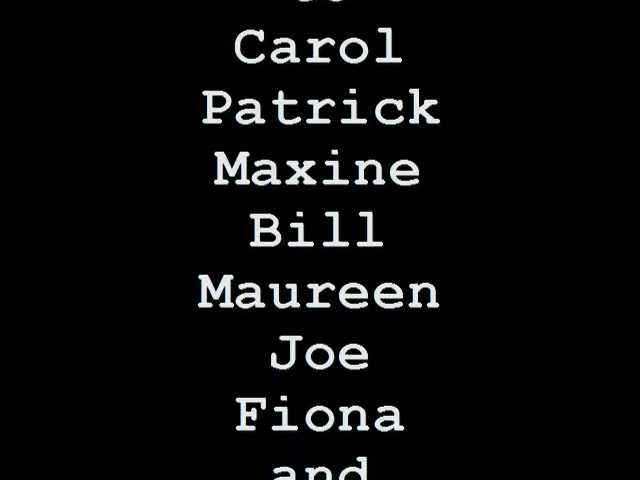 Carol
Patrick
Maxine
Bill
Maureen
Joe
Fiona
and